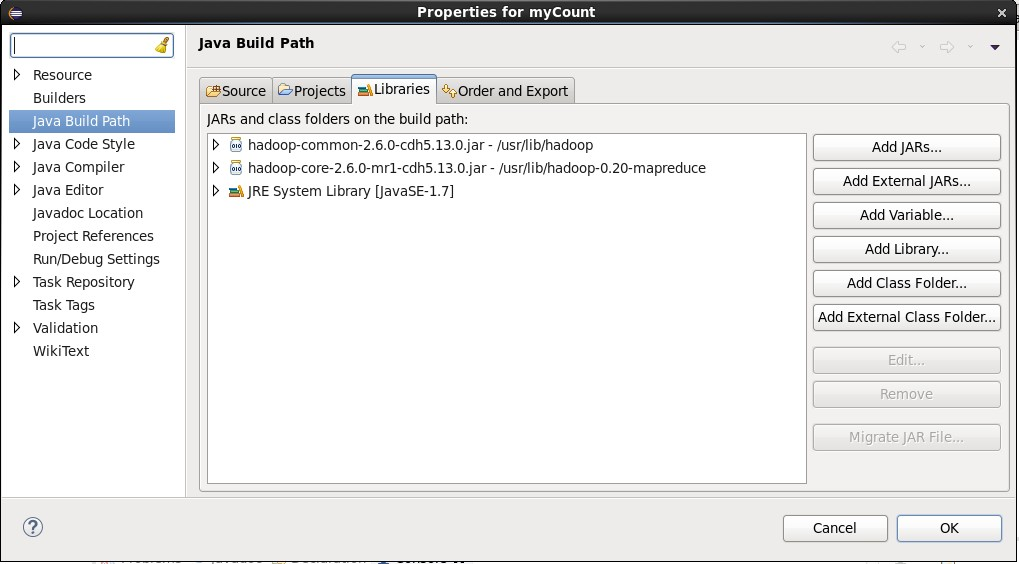 Properties for myCount
Java Build Path
Resource
Builders
Java Build Path
Java Code Style
Java Compiler
Java Editor
Javadoc Location
Project References
Run/Debug Settings
Task Repository
Task Tags
Validation
WikiText
Source
Projects
Libraries
Order and Export
JARs and class folders on the build path:
hadoop-common-2.6.0-cdh5.13.0.jar - /usr/lib/hadoop
hadoop-core-2.6.0-mr1-cdh5.13.0.jar - /usr/lib/hadoop-0.20-mapreduce
JRE System Library [JavaSE-1.7]
Add JARs...
Add External JARs...
Add Variable...
Add Library...
Add Class Folder...
Add External Class Folder...
Edit...
Remove
Migrate JAR File...
Cancel
OK